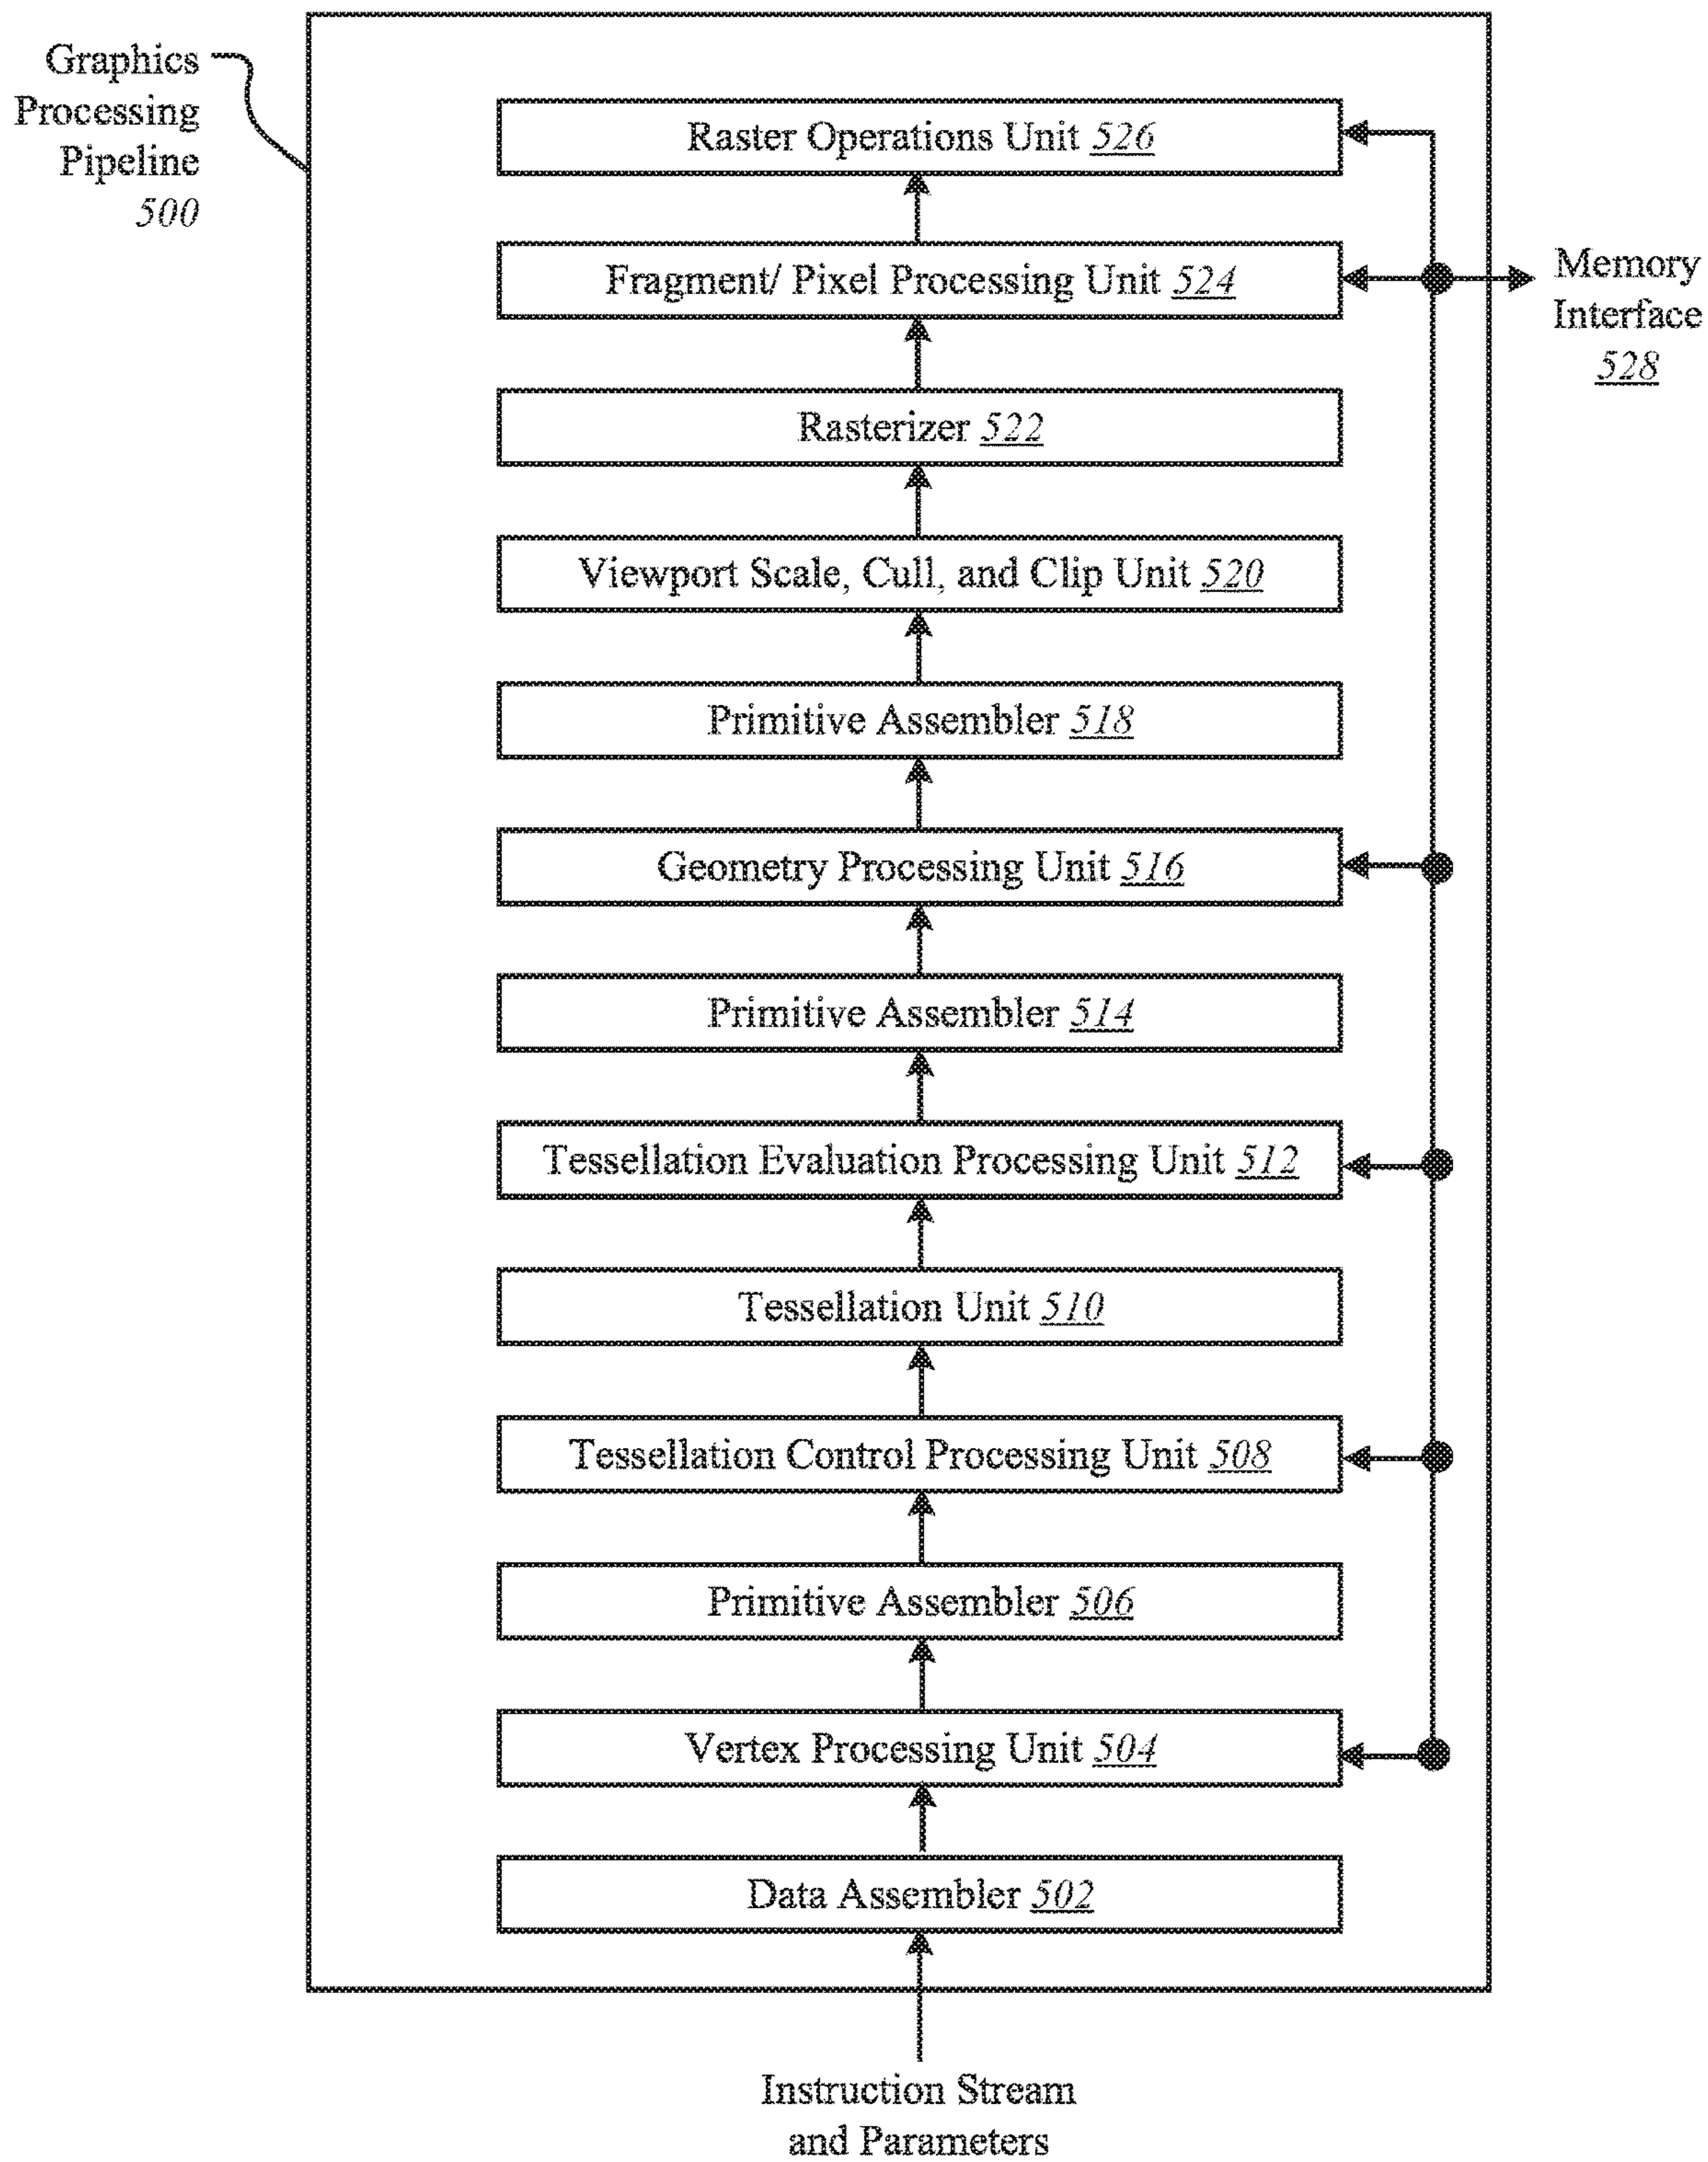 Graphics
Processing
Pipeline
500
Raster Operations Unit 526
Fragment/ Pixel Processing Unit 524
Memory
Interface
528
Rasterizer 522
Viewport Scale, Cull, and Clip Unit 520
Primitive Assembler 518
Geometry Processing Unit 516
Primitive Assembler 514
Tessellation Evaluation Processing Unit 512
Tessellation Unit 510
Tessellation Control Processing Unit 508
Primitive Assembler 506
Vertex Processing Unit 504
Data Assembler 502
Instruction Stream
and Parameters